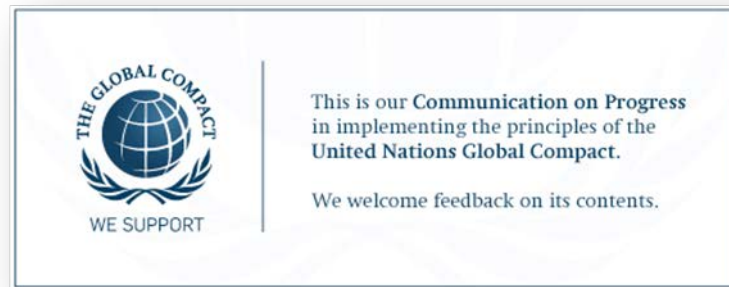 THE GLOBAL COMPACT
WE SUPPORT
This is our Communication on Progress
in implementing the principles of the
United Nations Global Compact.
We welcome feedback on its contents.